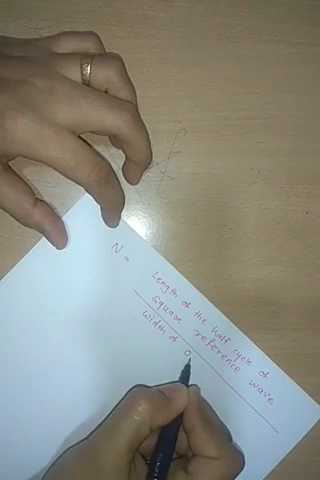 N =
Length of the half cycle of
square reference wave
width of o